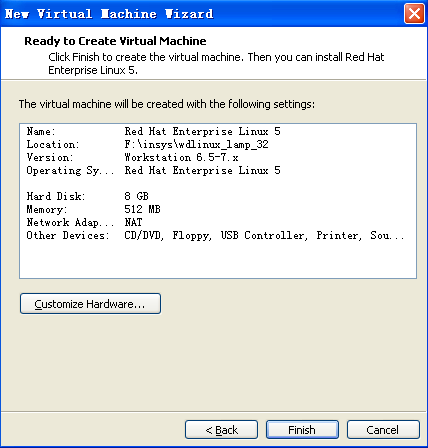 New Virtual Machine Wizard
Ready to Create Virtual Machine
Click Finish to create the virtual machine. Then you can install Red Hat
Enterprise Linux 5.
The virtual machine will be created with the following settings:
Name: Red Hat Enterprise Linux 5
Location: F:\insys\wdlinux_lamp_32
Version: Workstation 6.5-7.x
Operating Sy... Red Hat Enterprise Linux 5
Hard Disk: 8 GB
Memory: 512 MB
Network Adap... NAT
Other Devices: CD/DVD, Floppy, USB Controller, Printer, Sou...
Customize Hardware...
< Back Finish Cancel